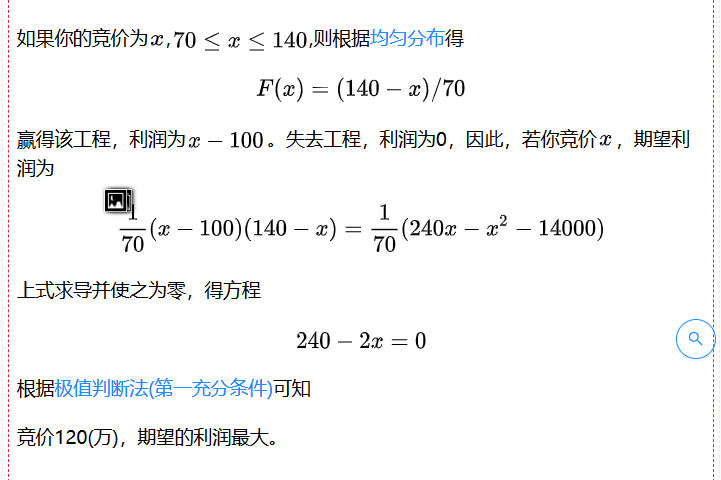 如果你的竞价为x,70 ≤ x ≤ 140,则根据均匀分布得
F(x) = (140 − x)/70
赢得该工程，利润为x − 100。失去工程，利润为0，因此，若你竞价x，期望利
润为
1/70(x − 100)(140 − x) = 1/70(240x − x² − 14000)
上式求导并使之为零，得方程
240 − 2x = 0
根据极值判断法(第一充分条件)可知
竞价120(万)，期望的利润最大。